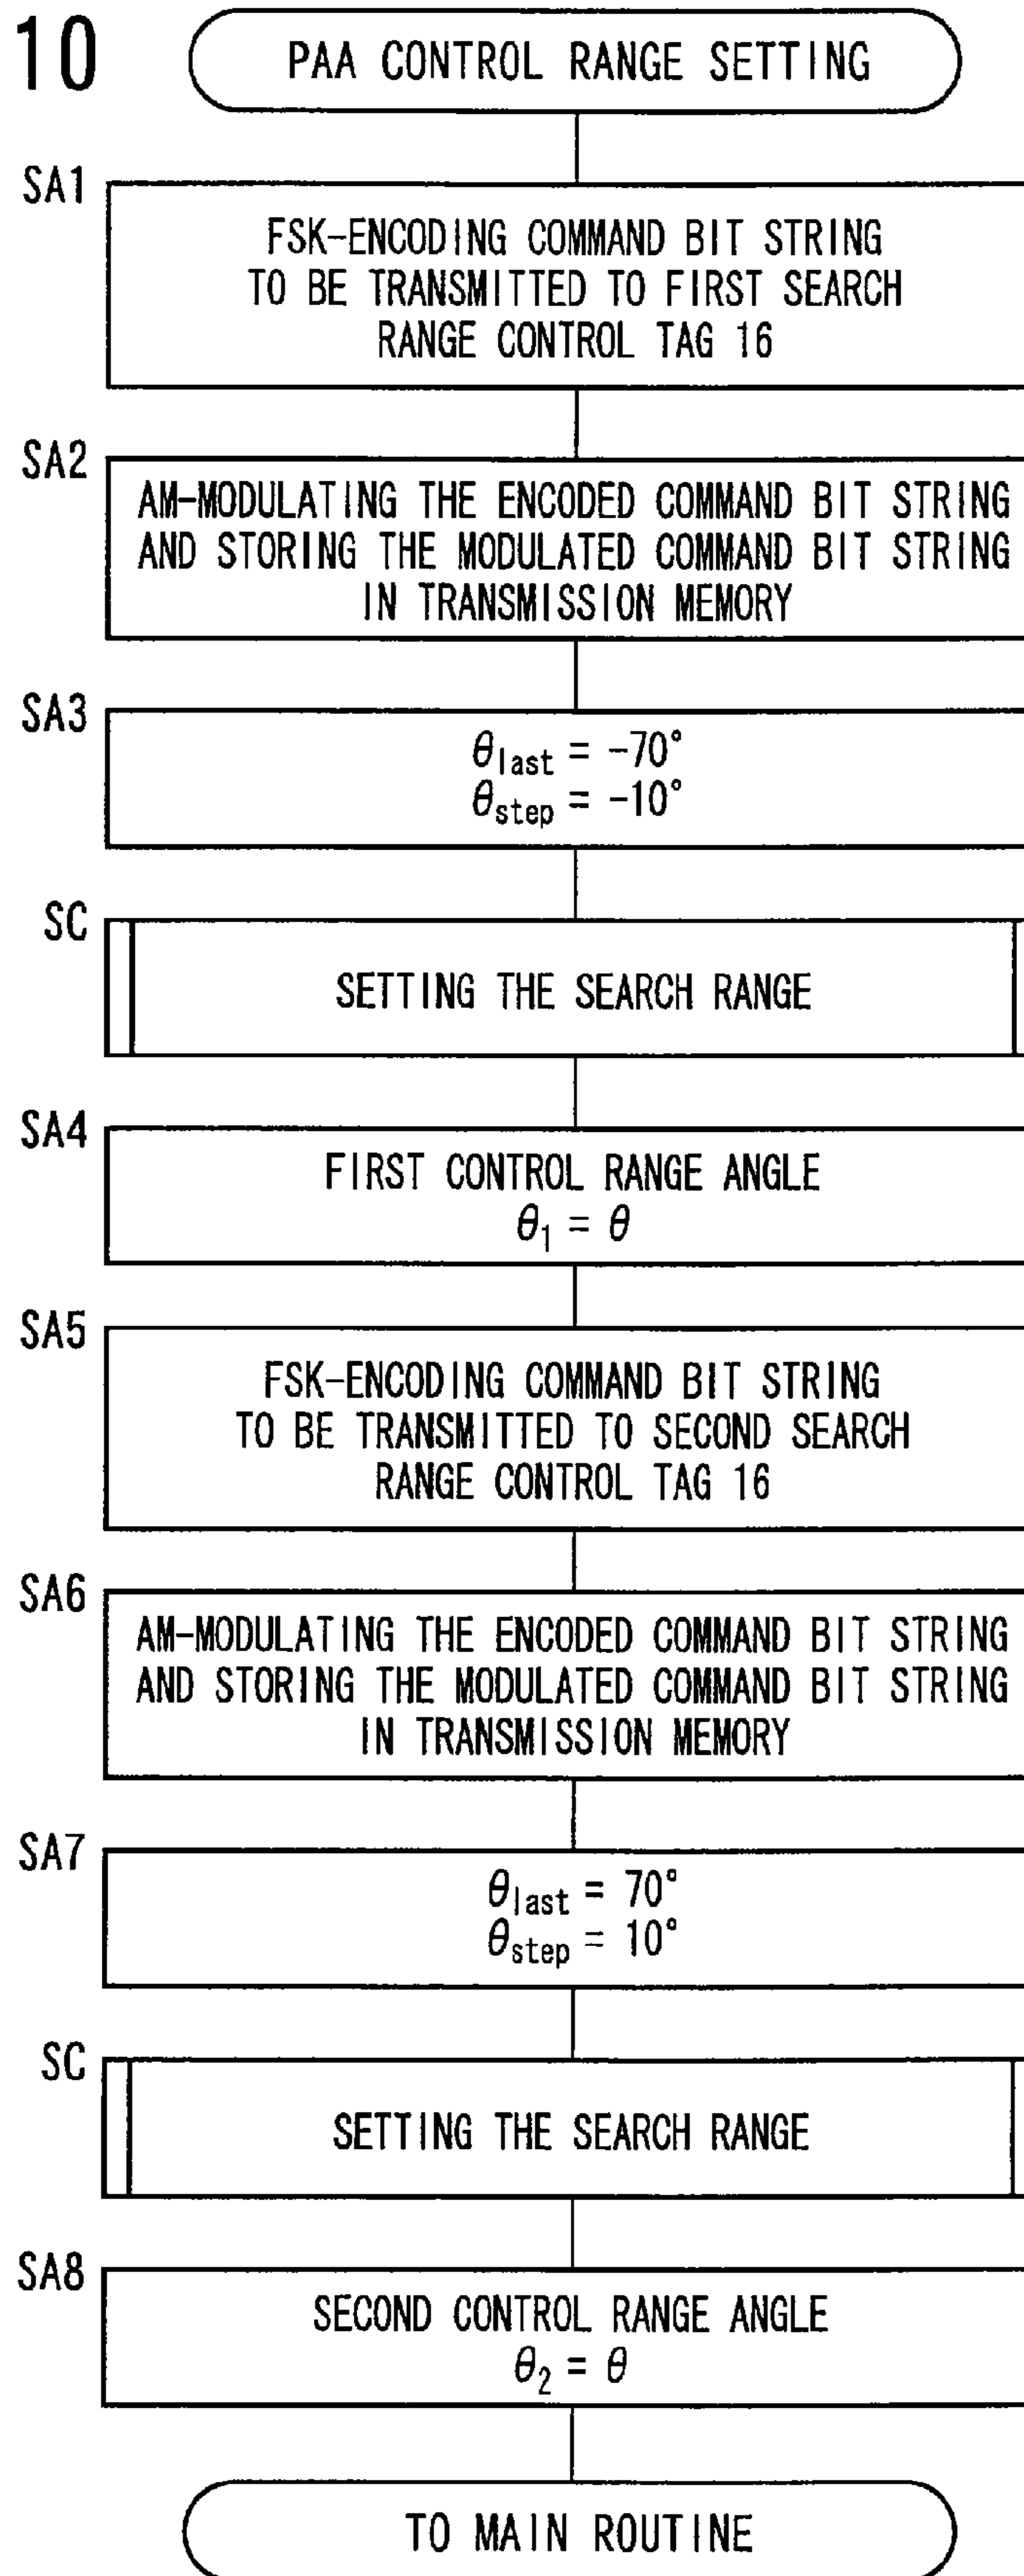 10
PAA CONTROL RANGE SETTING
SA1
FSK-ENCODING COMMAND BIT STRING
TO BE TRANSMITTED TO FIRST SEARCH
RANGE CONTROL TAG 16
SA2
AM-MODULATING THE ENCODED COMMAND BIT STRING
AND STORING THE MODULATED COMMAND BIT STRING
IN TRANSMISSION MEMORY
SA3
θlast = -70°
θstep = -10°
SC
SETTING THE SEARCH RANGE
SA4
FIRST CONTROL RANGE ANGLE
θ1 = θ
SA5
FSK-ENCODING COMMAND BIT STRING
TO BE TRANSMITTED TO SECOND SEARCH
RANGE CONTROL TAG 16
SA6
AM-MODULATING THE ENCODED COMMAND BIT STRING
AND STORING THE MODULATED COMMAND BIT STRING
IN TRANSMISSION MEMORY
SA7
θlast = 70°
θstep = 10°
SC
SETTING THE SEARCH RANGE
SA8
SECOND CONTROL RANGE ANGLE
θ2 = θ
TO MAIN ROUTINE